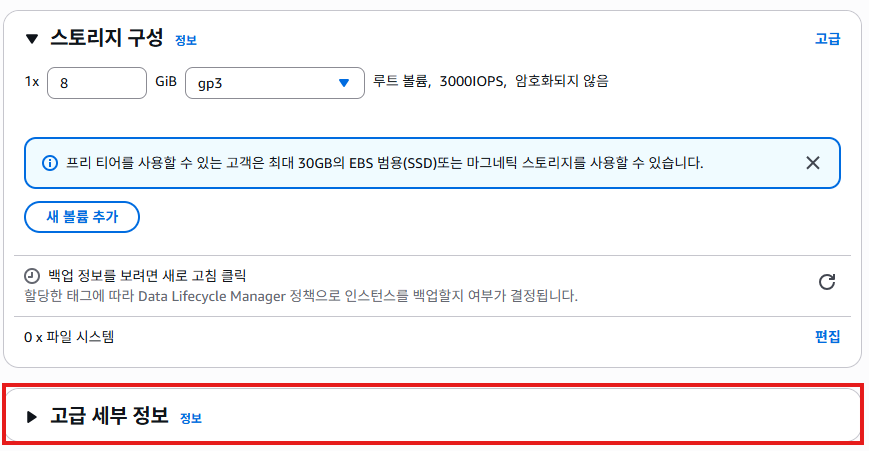 스토리지 구성 정보 고급
1x 8 GiB gp3 루트 볼륨, 3000IOPS, 암호화되지 않음
프리 티어를 사용할 수 있는 고객은 최대 30GB의 EBS 범용(SSD)또는 마그네틱 스토리지를 사용할 수 있습니다.
새 볼륨 추가
백업 정보를 보려면 새로 고침 클릭
할당한 태그에 따라 Data Lifecycle Manager 정책으로 인스턴스를 백업할지 여부가 결정됩니다.
0 x 파일 시스템 편집
고급 세부 정보 정보